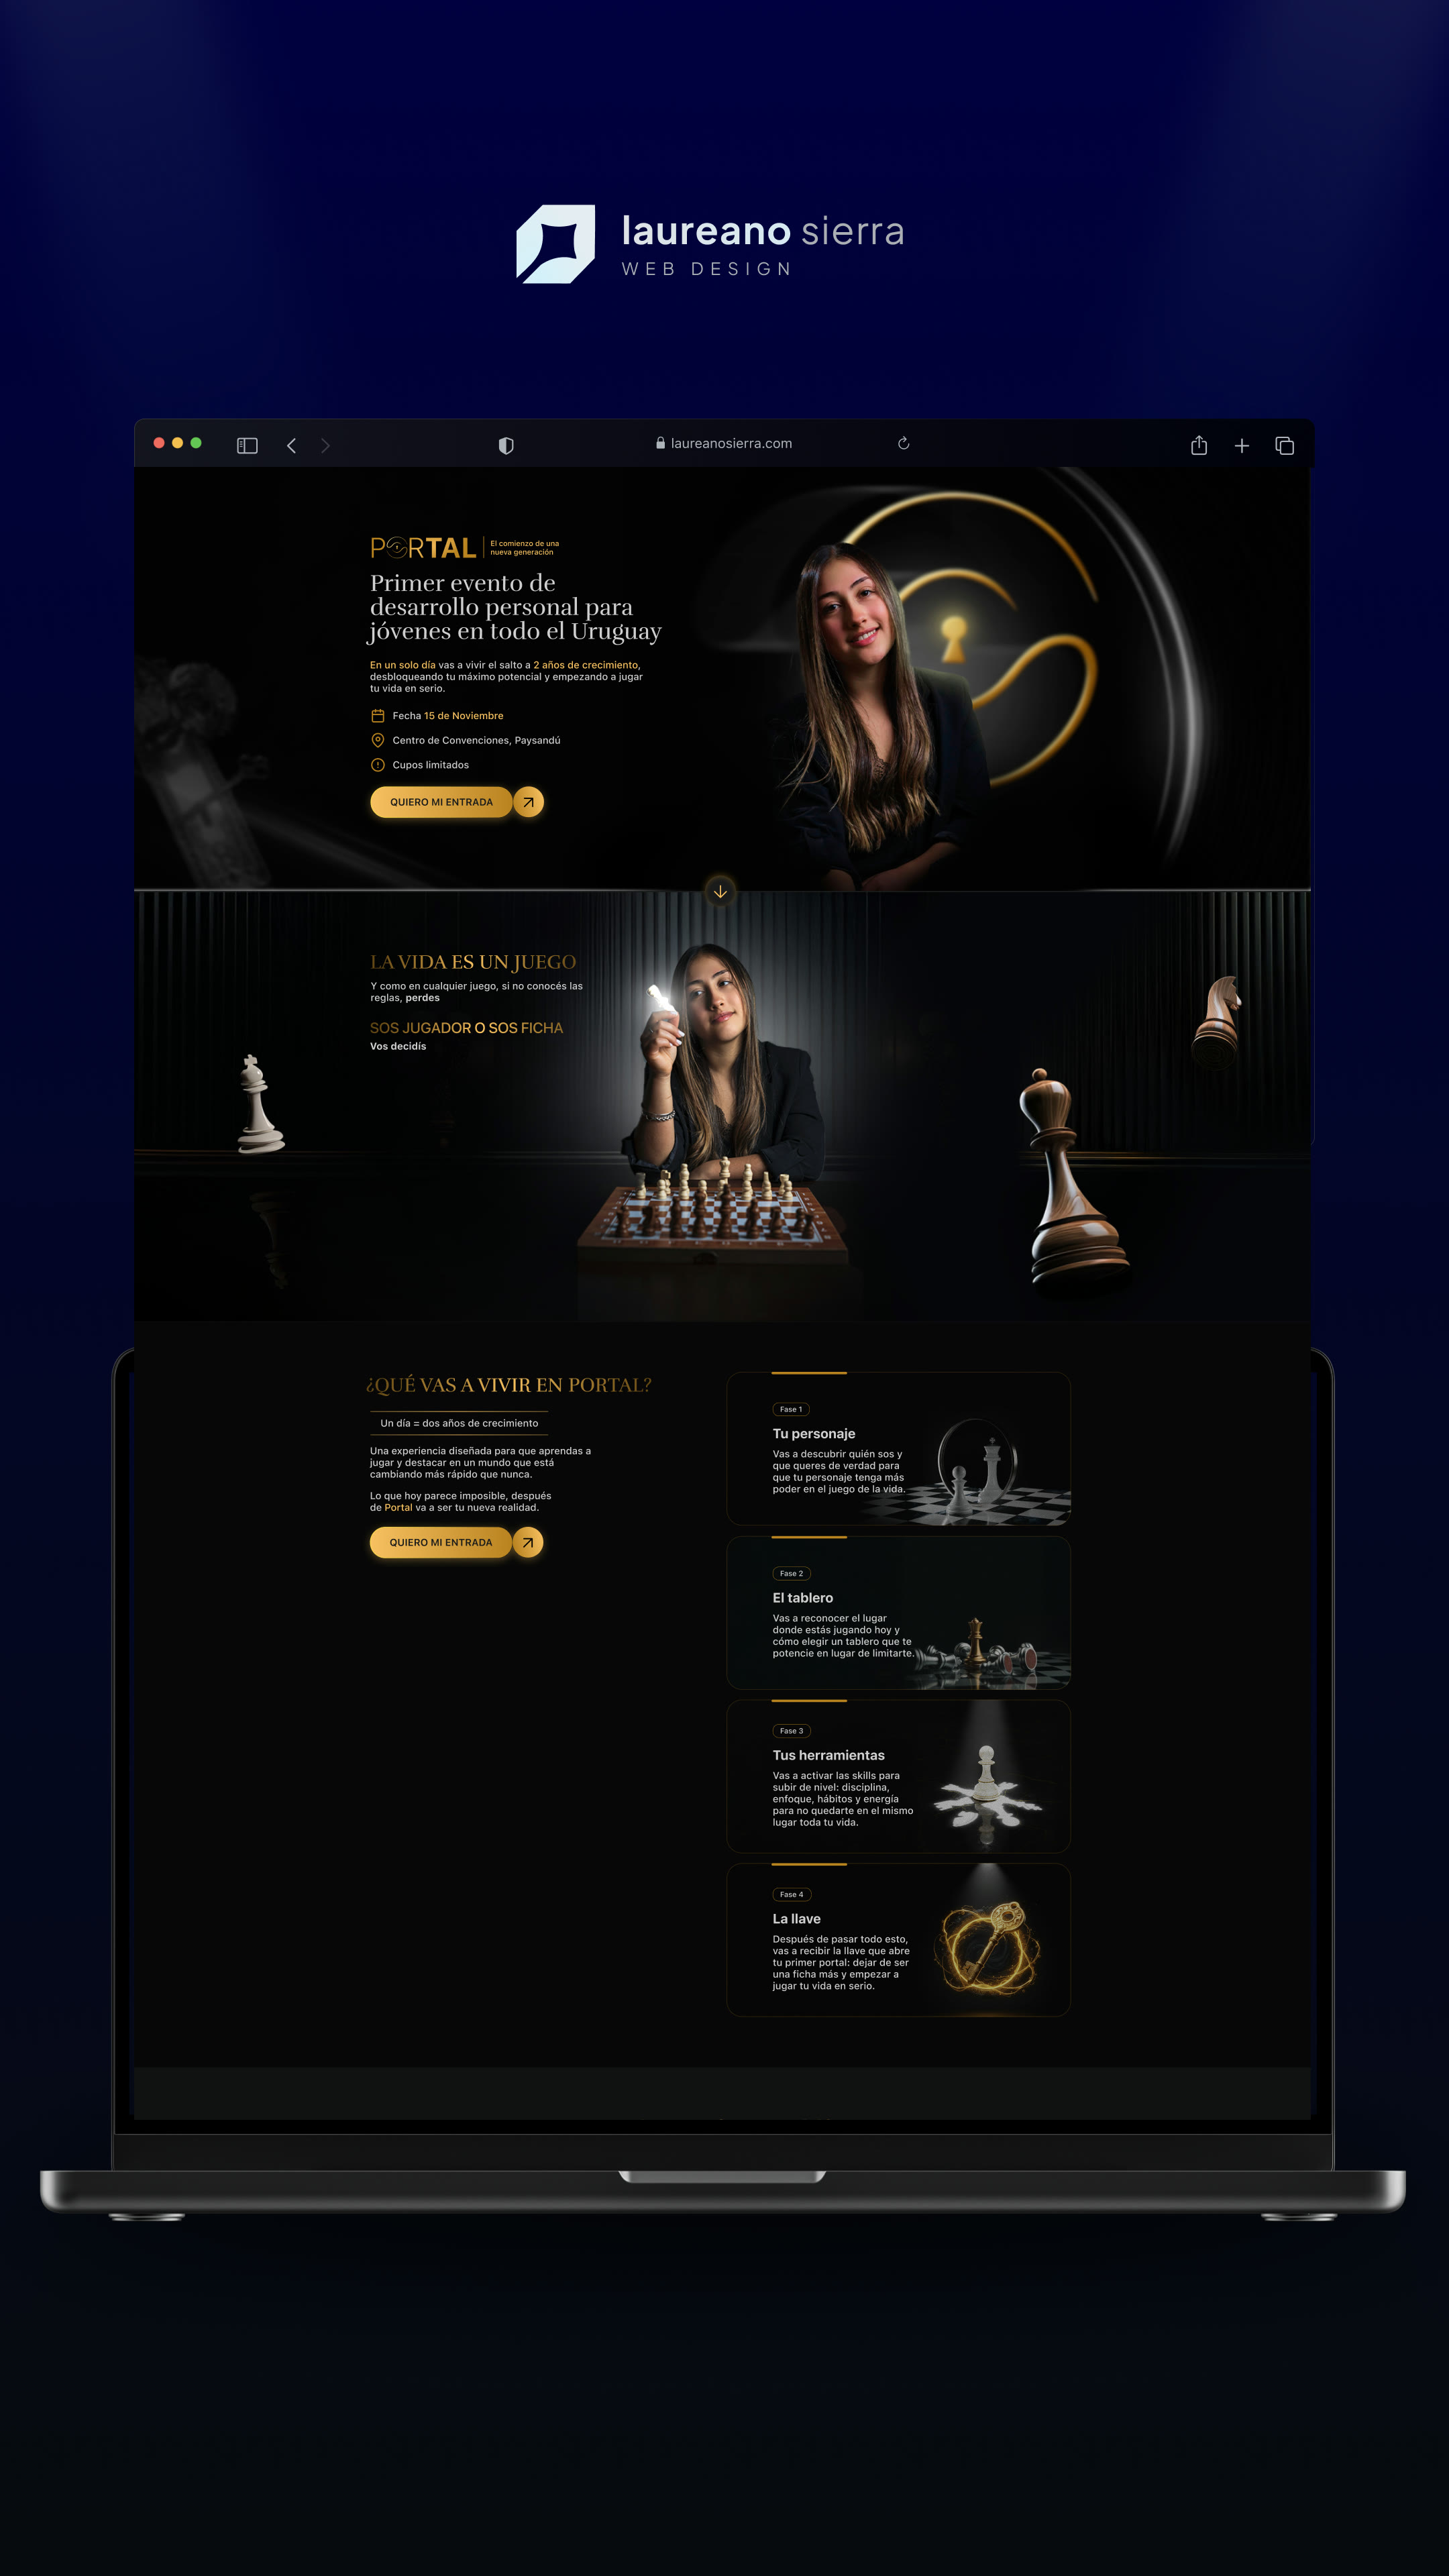 laureano sierra
WEB DESIGN
laureanosierra.com
PORTAL
El comienzo de una
nueva generación
Primer evento de
desarrollo personal para
jóvenes en todo el Uruguay
En un solo día vas a vivir el salto a 2 años de crecimiento,
desbloqueando tu máximo potencial y empezando a jugar
tu vida en serio.
Fecha 15 de Noviembre
Centro de Convenciones, Paysandú
Cupos limitados
QUIERO MI ENTRADA
LA VIDA ES UN JUEGO
Y como en cualquier juego, si no conocés las
reglas, perdes
SOS JUGADOR O SOS FICHA
Vos decidís
¿QUÉ VAS A VIVIR EN PORTAL?
Un día = dos años de crecimiento
Una experiencia diseñada para que aprendas a
jugar y destacar en un mundo que está
cambiando más rápido que nunca.
Lo que hoy parece imposible, después
de Portal va a ser tu nueva realidad.
QUIERO MI ENTRADA
Fase 1
Tu personaje
Vas a descubrir quién sos y
que queres de verdad para
que tu personaje tenga más
poder en el juego de la vida.
Fase 2
El tablero
Vas a reconocer el lugar
donde estás jugando hoy y
cómo elegir un tablero que te
potencie en lugar de limitarte.
Fase 3
Tus herramientas
Vas a activar las skills para
subir de nivel: disciplina,
enfoque, hábitos y energía
para no quedarte en el mismo
lugar toda tu vida.
Fase 4
La llave
Después de pasar todo esto,
vas a recibir la llave que abre
tu primer portal: dejar de ser
una ficha más y empezar a
jugar tu vida en serio.